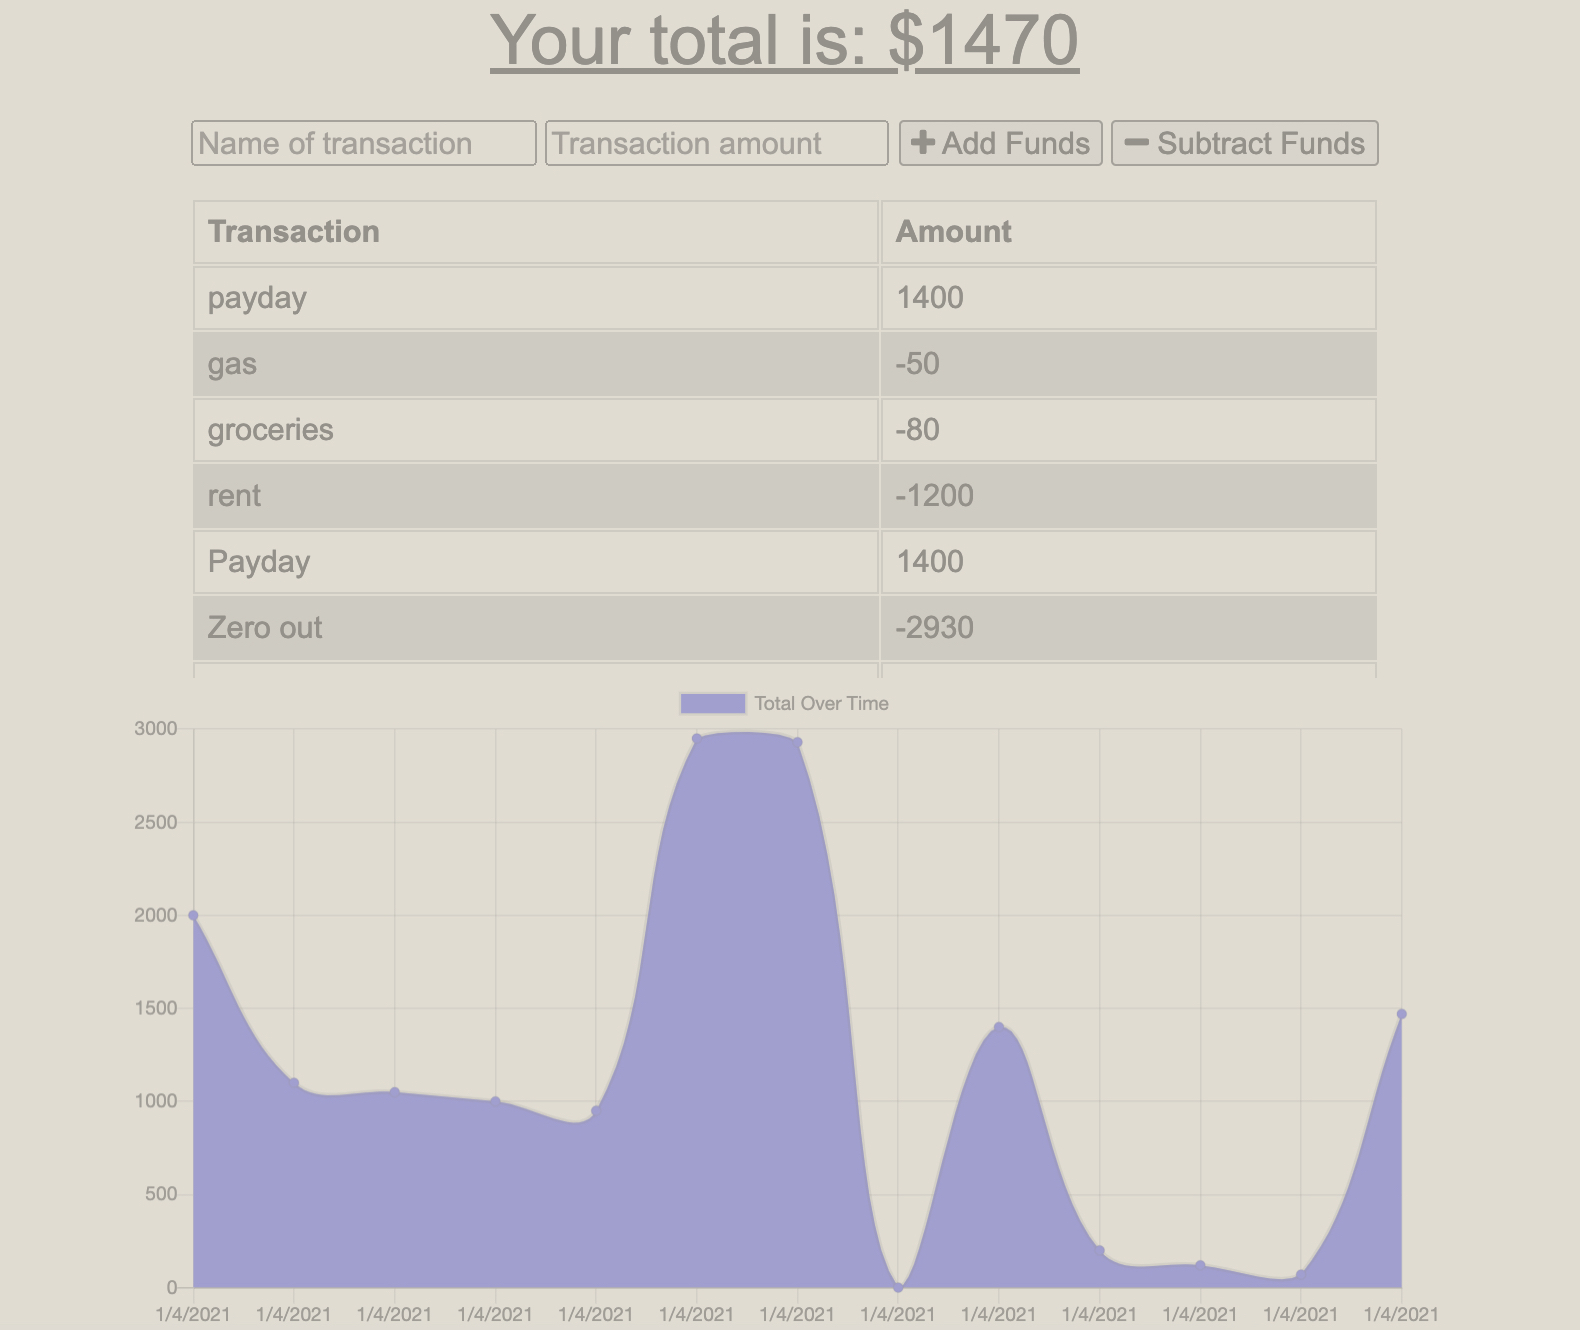 Your total is: $1470
Name of transaction Transaction amount Add Funds Subtract Funds
Transaction Amount
payday 1400
gas -50
groceries -80
rent -1200
Payday 1400
Zero out -2930
Total Over Time
3000
2500
2000
1500
1000
500
0
1/4/2021 1/4/2021 1/4/2021 1/4/2021 1/4/2021 1/4/2021 1/4/2021 1/4/2021 1/4/2021 1/4/2021 1/4/2021 1/4/2021 1/4/2021